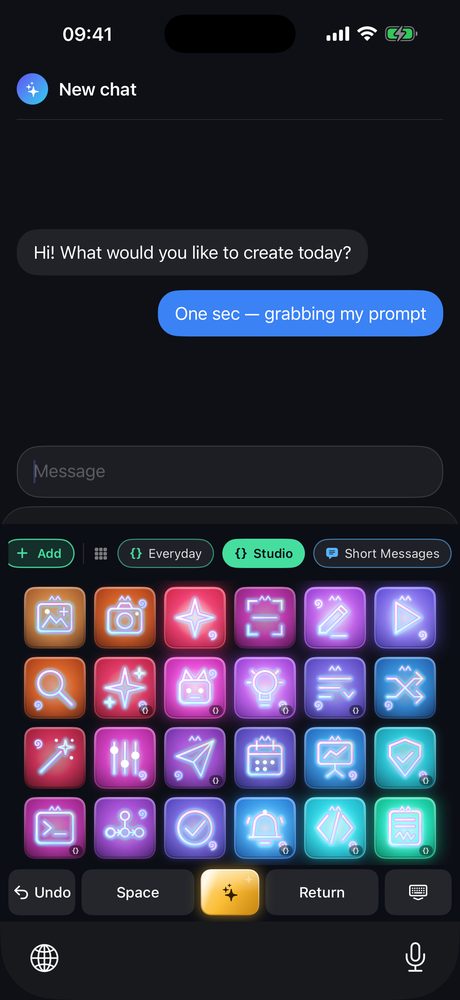 09:41
New chat
Hi! What would you like to create today?
One sec — grabbing my prompt
Message
+ Add
{} Everyday
{} Studio
Short Messages
{}
{}
{}
{}
{}
{}
{}
{}
{}
{}
Undo
Space
Return